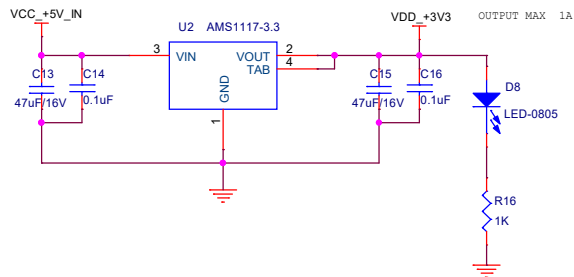 VCC_+5V_IN
U2 AMS1117-3.3
VDD_+3V3
OUTPUT MAX 1A
3
VIN
VOUT
2
TAB
4
GND
1
C13
47uF/16V
C14
0.1uF
C15
47uF/16V
C16
0.1uF
D8
LED-0805
R16
1K